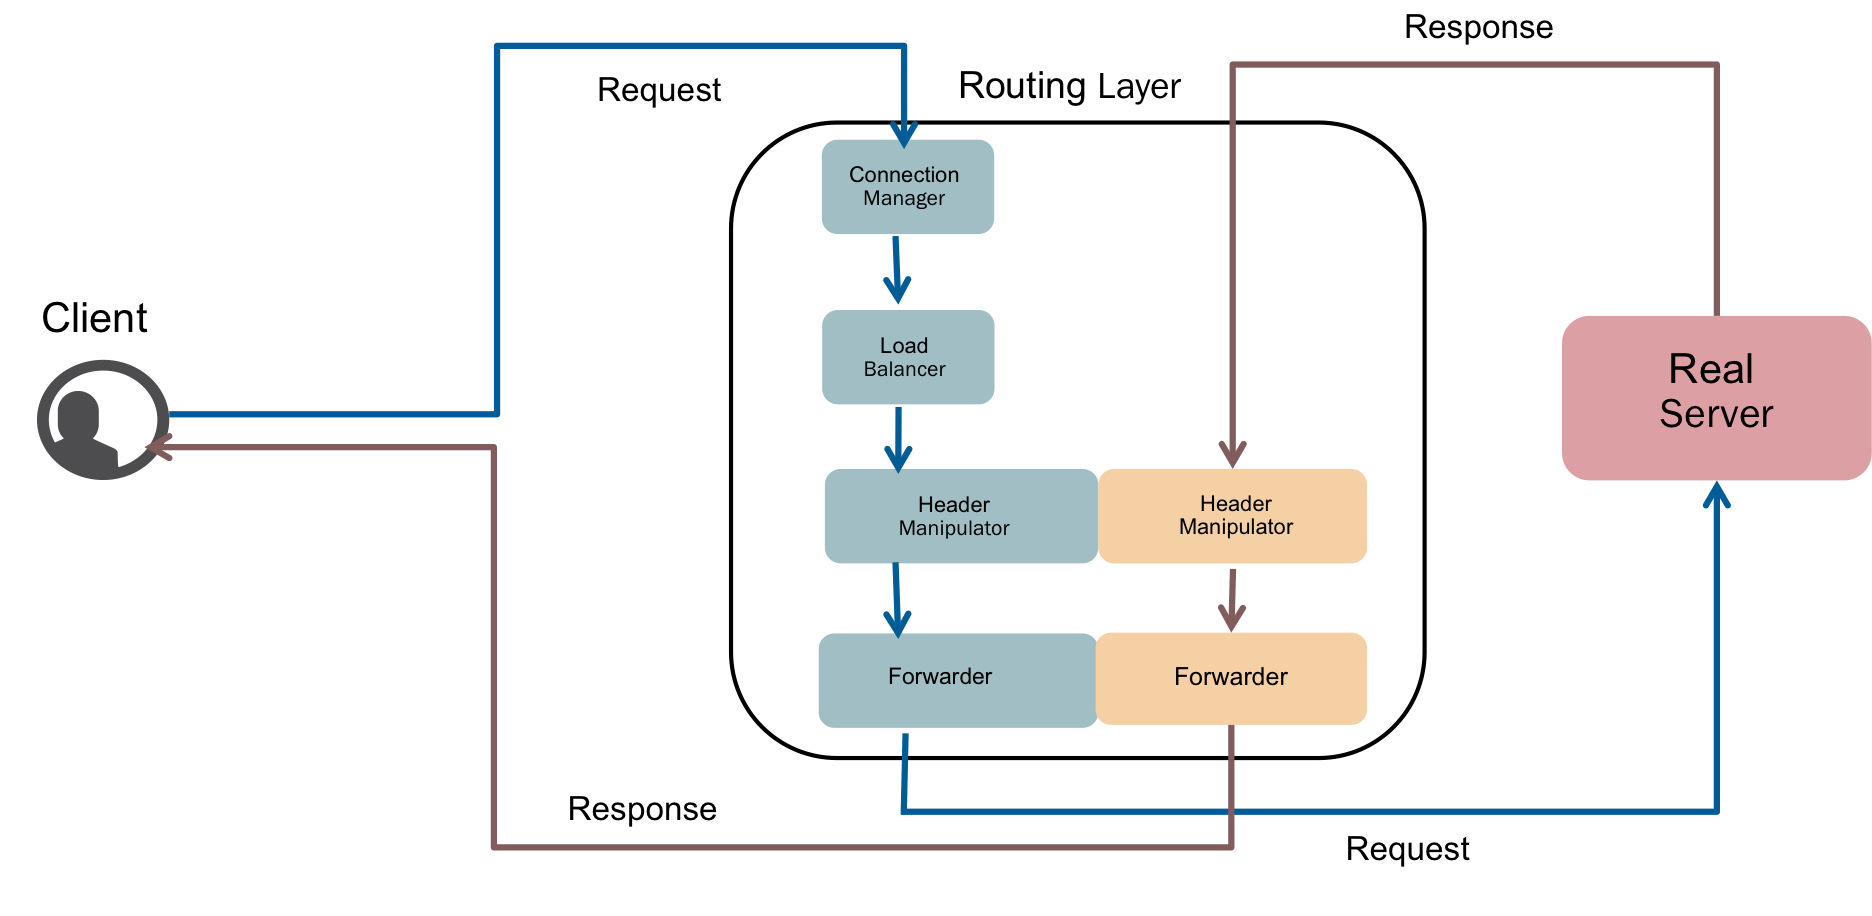 Response
Request
Routing Layer
Connection
Manager
Client
Load
Balancer
Real
Server
Header
Manipulator
Header
Manipulator
Forwarder
Forwarder
Response
Request